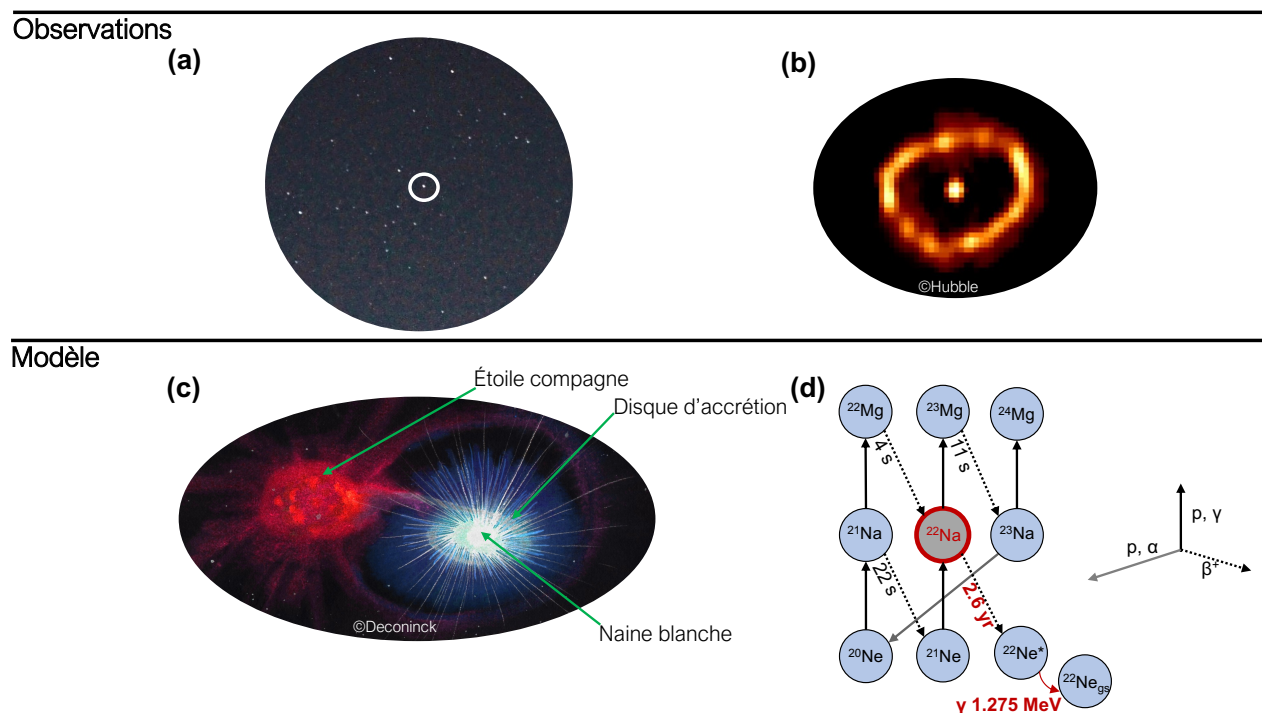 Observations
(a)
(b)
©Hubble
Modèle
(c)
Étoile compagne
Disque d'accrétion
Naine blanche
©Deconinck
(d)
²²Mg
²³Mg
²⁴Mg
4 s
11 s
²¹Na
²²Na
²³Na
22 s
2.6 yr
²⁰Ne
²¹Ne
²²Ne*
²²Ne_gs
γ 1.275 MeV
p, γ
p, α
β⁺